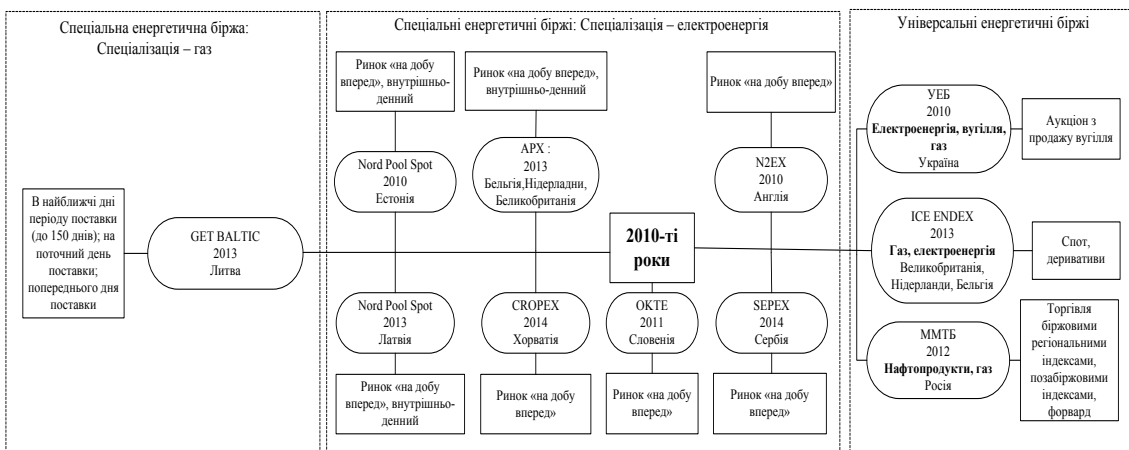 Спеціальна енергетична біржа:
Спеціалізація – газ
В найближчі дні
періоду поставки
(до 150 днів); на
поточний день
поставки;
попереднього дня
поставки
GET BALTIC
2013
Литва
Спеціальні енергетичні біржі: Спеціалізація – електроенергія
Ринок «на добу
вперед», внутрішньо-
денний
Ринок «на добу вперед»,
внутрішньо-денний
Ринок «на добу вперед»
Nord Pool Spot
2010
Естонія
APX :
2013
Бельгія,Нідерладни,
Великобританія
N2EX
2010
Англія
2010-ті
роки
Nord Pool Spot
2013
Латвія
CROPEX
2014
Хорватія
OKTE
2011
Словенія
SEPEX
2014
Сербія
Ринок «на добу
вперед», внутрішньо-
денний
Ринок «на добу
вперед»
Ринок «на добу
вперед»
Ринок «на добу
вперед»
Універсальні енергетичні біржі
УЕБ
2010
Електроенергія, вугілля,
газ
Україна
Аукціон з
продажу вугілля
ICE ENDEX
2013
Газ, електроенергія
Великобританія,
Нідерланди, Бельгія
Спот,
деривативи
ММТБ
2012
Нафтопродукти, газ
Росія
Торгівля
біржовими
регіональними
індексами,
позабіржовими
індексами,
форвард